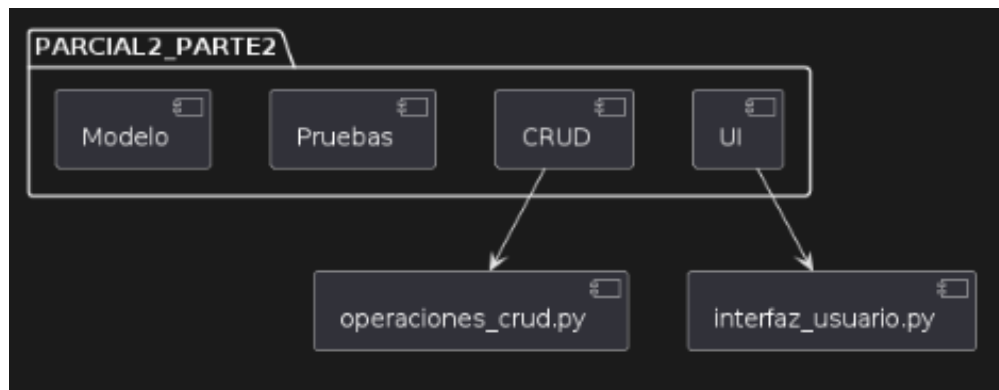 PARCIAL2_PARTE2
Modelo
Pruebas
CRUD
UI
operaciones_crud.py
interfaz_usuario.py